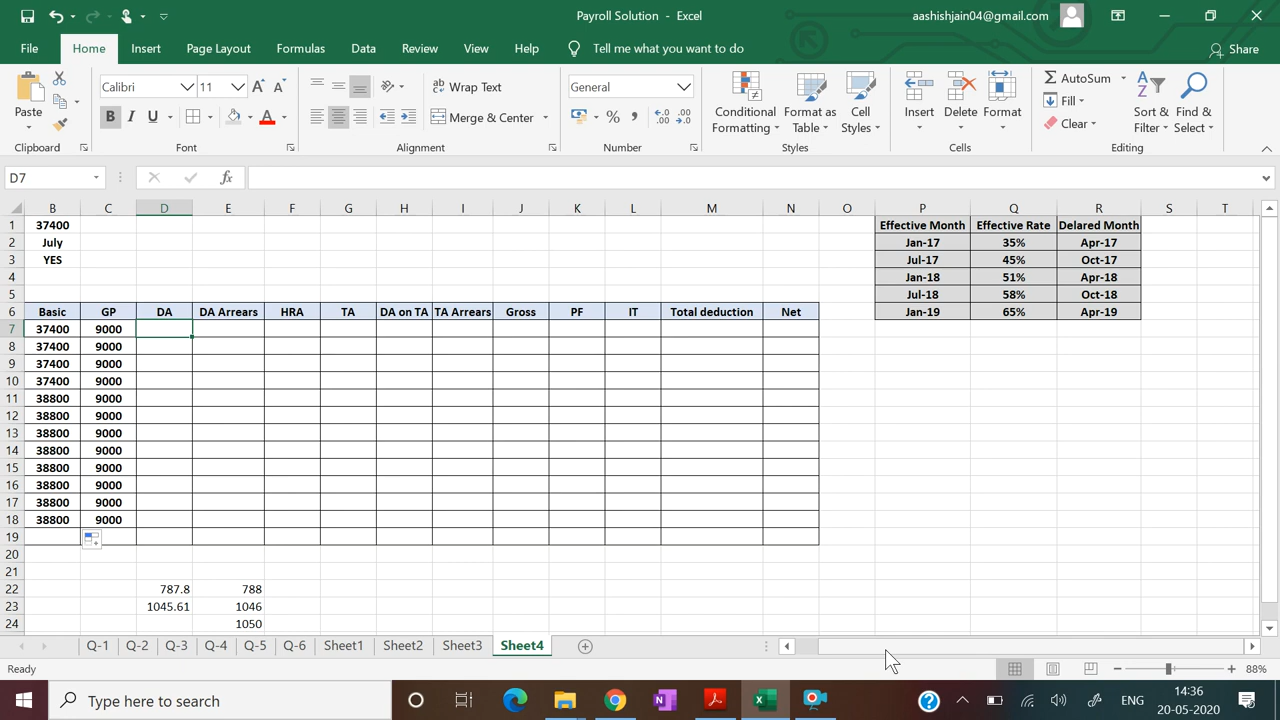 Payroll Solution - Excel
aashishjain04@gmail.com
File Home Insert Page Layout Formulas Data Review View Help Tell me what you want to do Share
Paste
Clipboard
Calibri 11
B I U
Font
Wrap Text
Merge & Center
Alignment
General
% ,
Number
Conditional Formatting
Format as Table
Cell Styles
Styles
Insert Delete Format
Cells
AutoSum
Fill
Clear
Sort & Filter
Find & Select
Editing
D7 fx
B C D E F G H I J K L M N O P Q R S T
1 37400 Effective Month Effective Rate Delared Month
2 July Jan-17 35% Apr-17
3 YES Jul-17 45% Oct-17
4 Jan-18 51% Apr-18
5 Jul-18 58% Oct-18
6 Basic GP DA DA Arrears HRA TA DA on TA TA Arrears Gross PF IT Total deduction Net Jan-19 65% Apr-19
7 37400 9000
8 37400 9000
9 37400 9000
10 37400 9000
11 38800 9000
12 38800 9000
13 38800 9000
14 38800 9000
15 38800 9000
16 38800 9000
17 38800 9000
18 38800 9000
19
20
21
22 787.8 788
23 1045.61 1046
24 1050
Q-1 Q-2 Q-3 Q-4 Q-5 Q-6 Sheet1 Sheet2 Sheet3 Sheet4
Ready 88%
Type here to search
ENG
14:36
20-05-2020